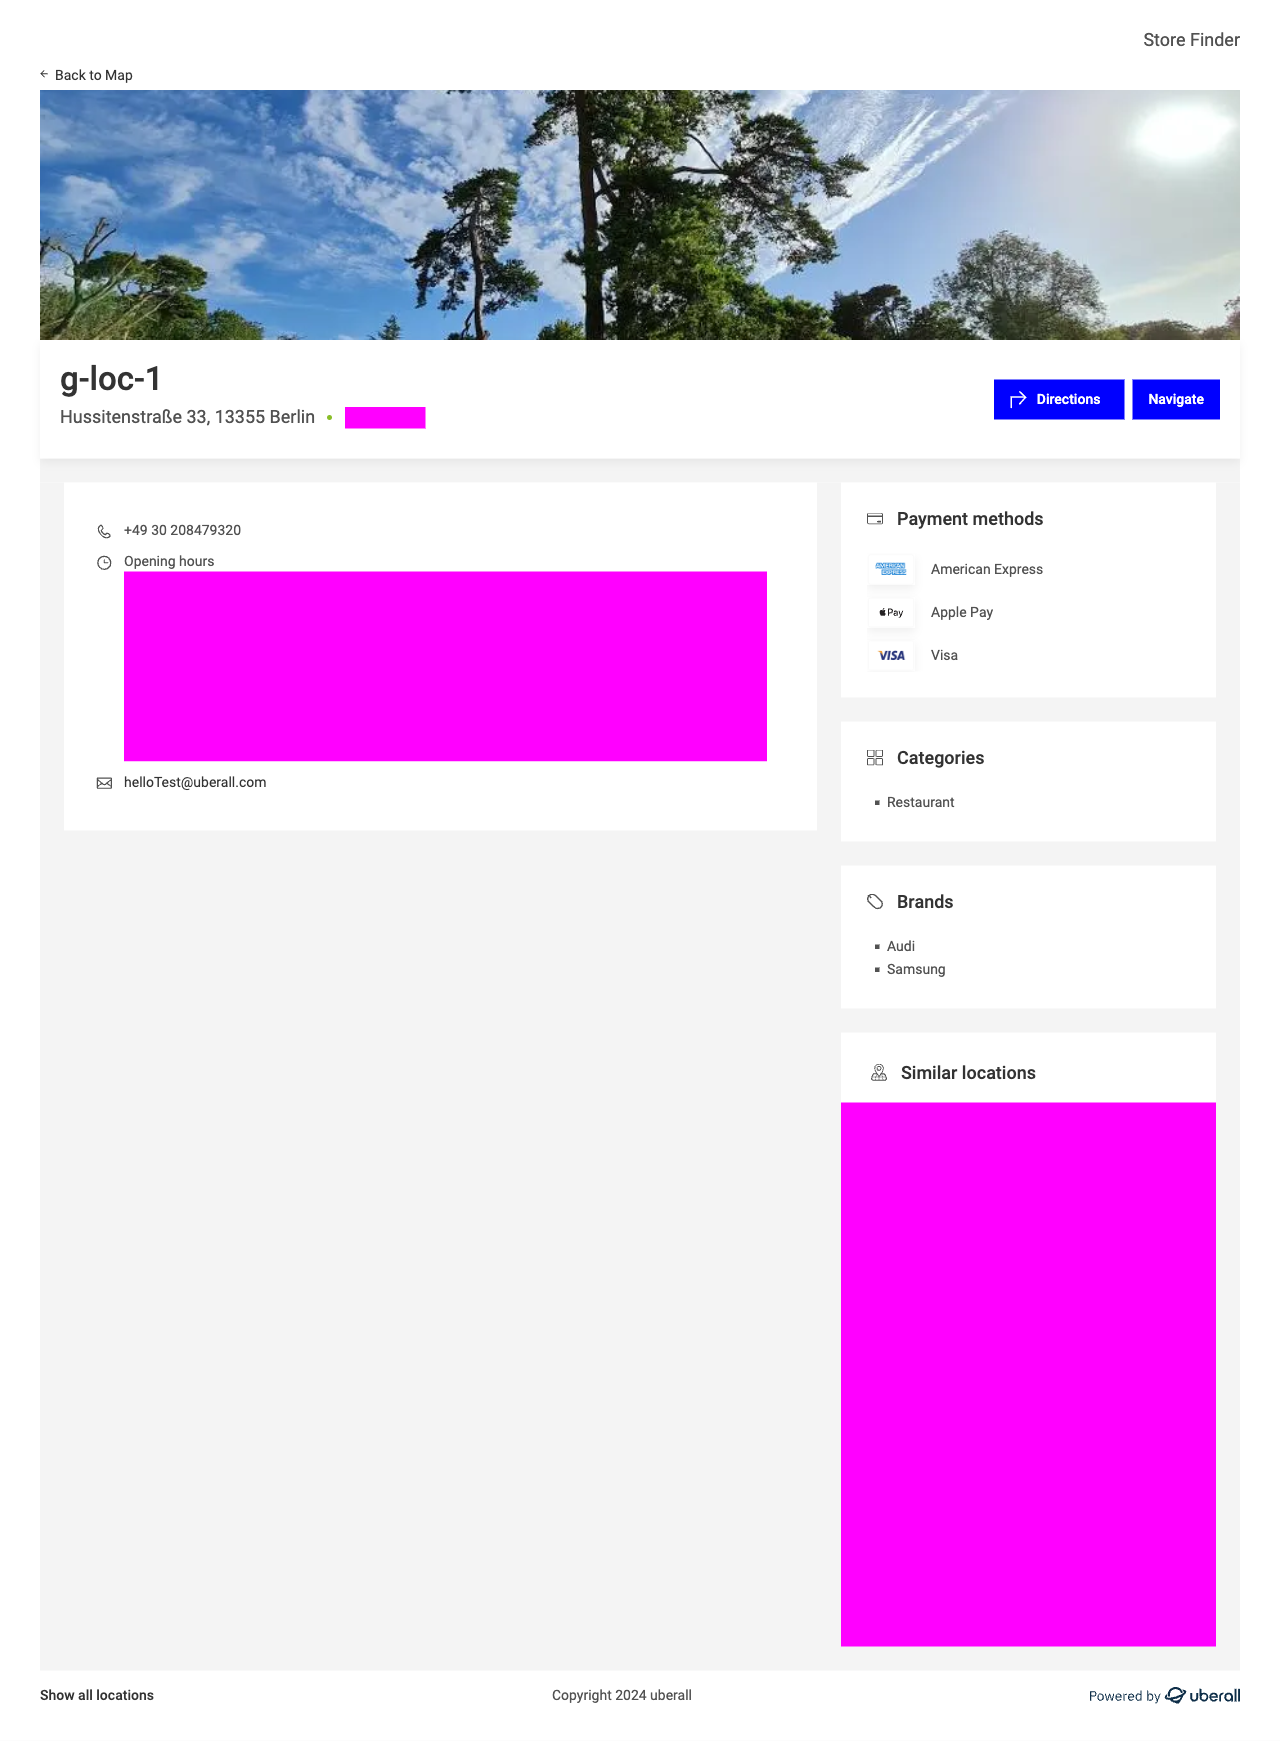 Store Finder
Back to Map
g-loc-1
Hussitenstraße 33, 13355 Berlin
Directions
Navigate
+49 30 208479320
Opening hours
helloTest@uberall.com
Payment methods
AMERICAN EXPRESS
American Express
Pay
Apple Pay
VISA
Visa
Categories
Restaurant
Brands
Audi
Samsung
Similar locations
Show all locations
Copyright 2024 uberall
Powered by uberall